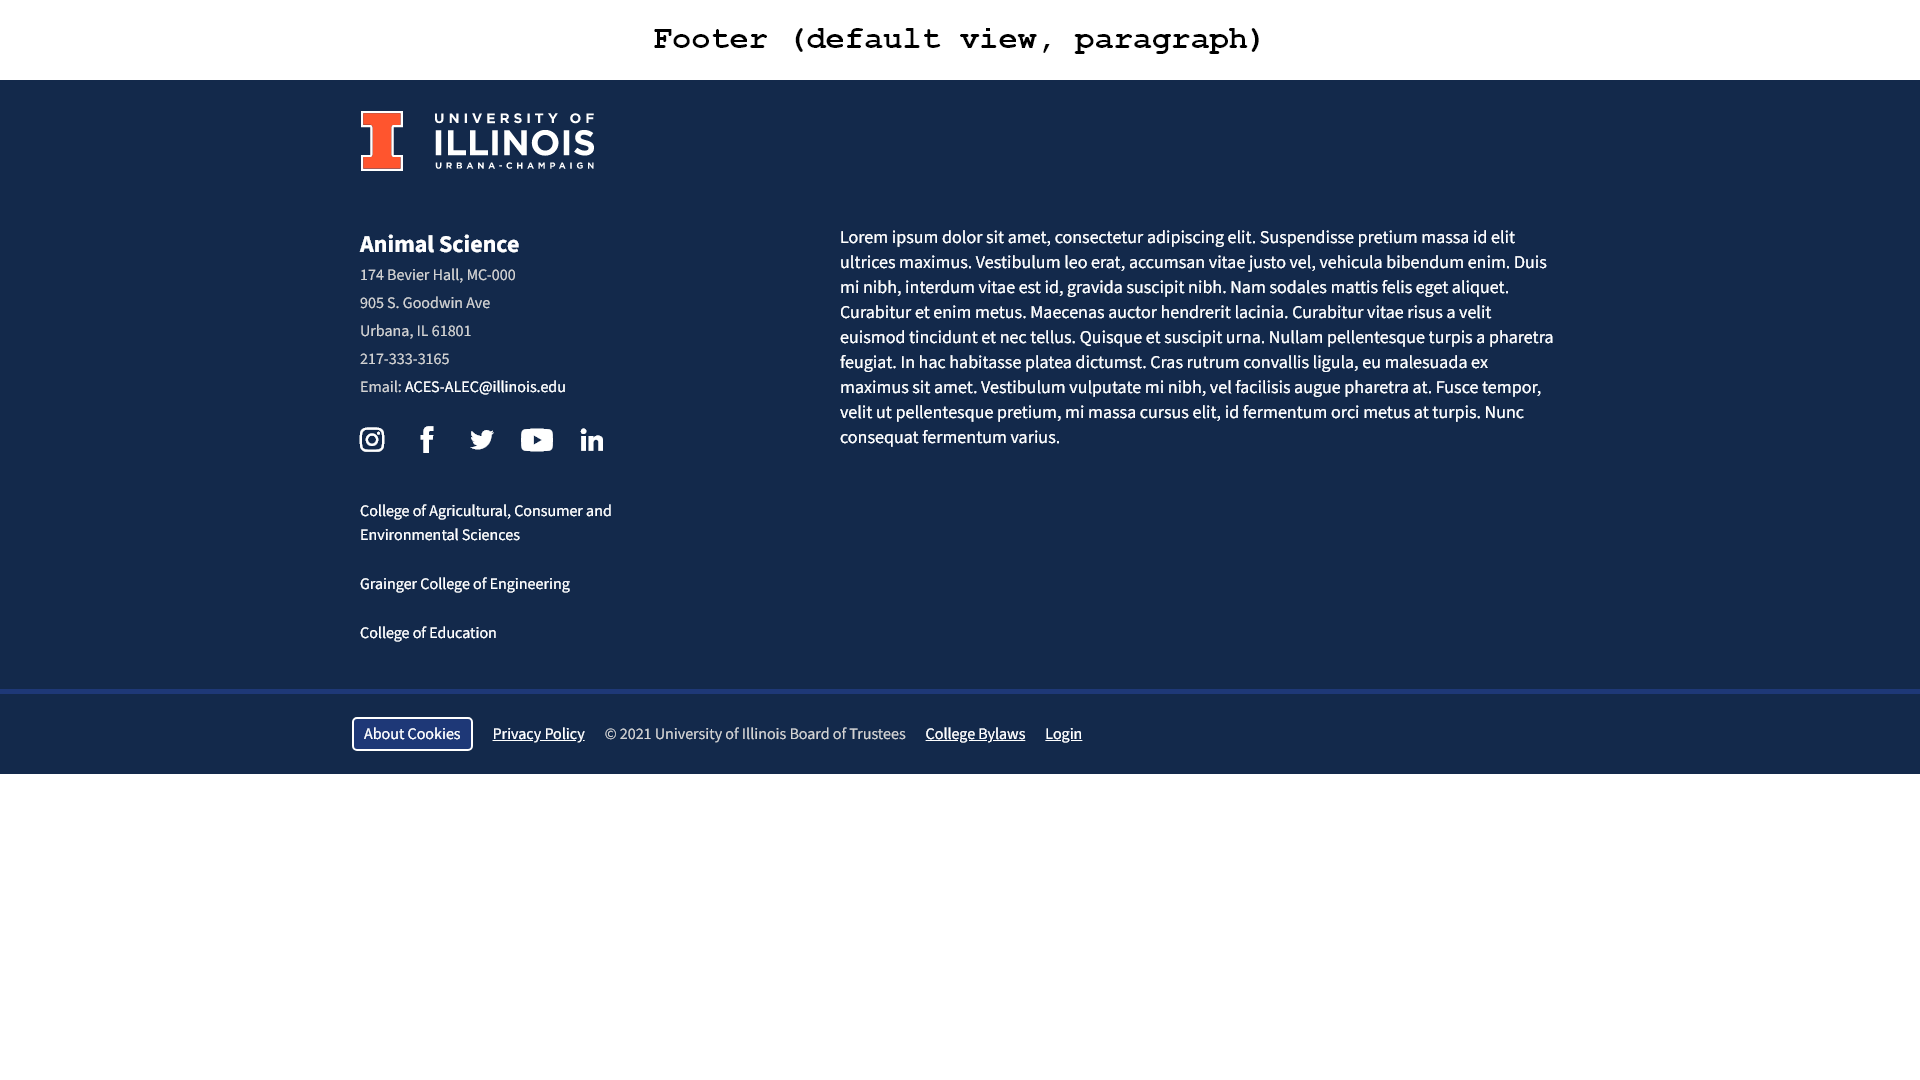 Footer (default view, paragraph)
UNIVERSITY OF
ILLINOIS
URBANA-CHAMPAIGN
Animal Science
174 Bevier Hall, MC-000
905 S. Goodwin Ave
Urbana, IL 61801
217-333-3165
Email: ACES-ALEC@illinois.edu
College of Agricultural, Consumer and
Environmental Sciences
Grainger College of Engineering
College of Education
Lorem ipsum dolor sit amet, consectetur adipiscing elit. Suspendisse pretium massa id elit
ultrices maximus. Vestibulum leo erat, accumsan vitae justo vel, vehicula bibendum enim. Duis
mi nibh, interdum vitae est id, gravida suscipit nibh. Nam sodales mattis felis eget aliquet.
Curabitur et enim metus. Maecenas auctor hendrerit lacinia. Curabitur vitae risus a velit
euismod tincidunt et nec tellus. Quisque et suscipit urna. Nullam pellentesque turpis a pharetra
feugiat. In hac habitasse platea dictumst. Cras rutrum convallis ligula, eu malesuada ex
maximus sit amet. Vestibulum vulputate mi nibh, vel facilisis augue pharetra at. Fusce tempor,
velit ut pellentesque pretium, mi massa cursus elit, id fermentum orci metus at turpis. Nunc
consequat fermentum varius.
About Cookies Privacy Policy © 2021 University of Illinois Board of Trustees College Bylaws Login